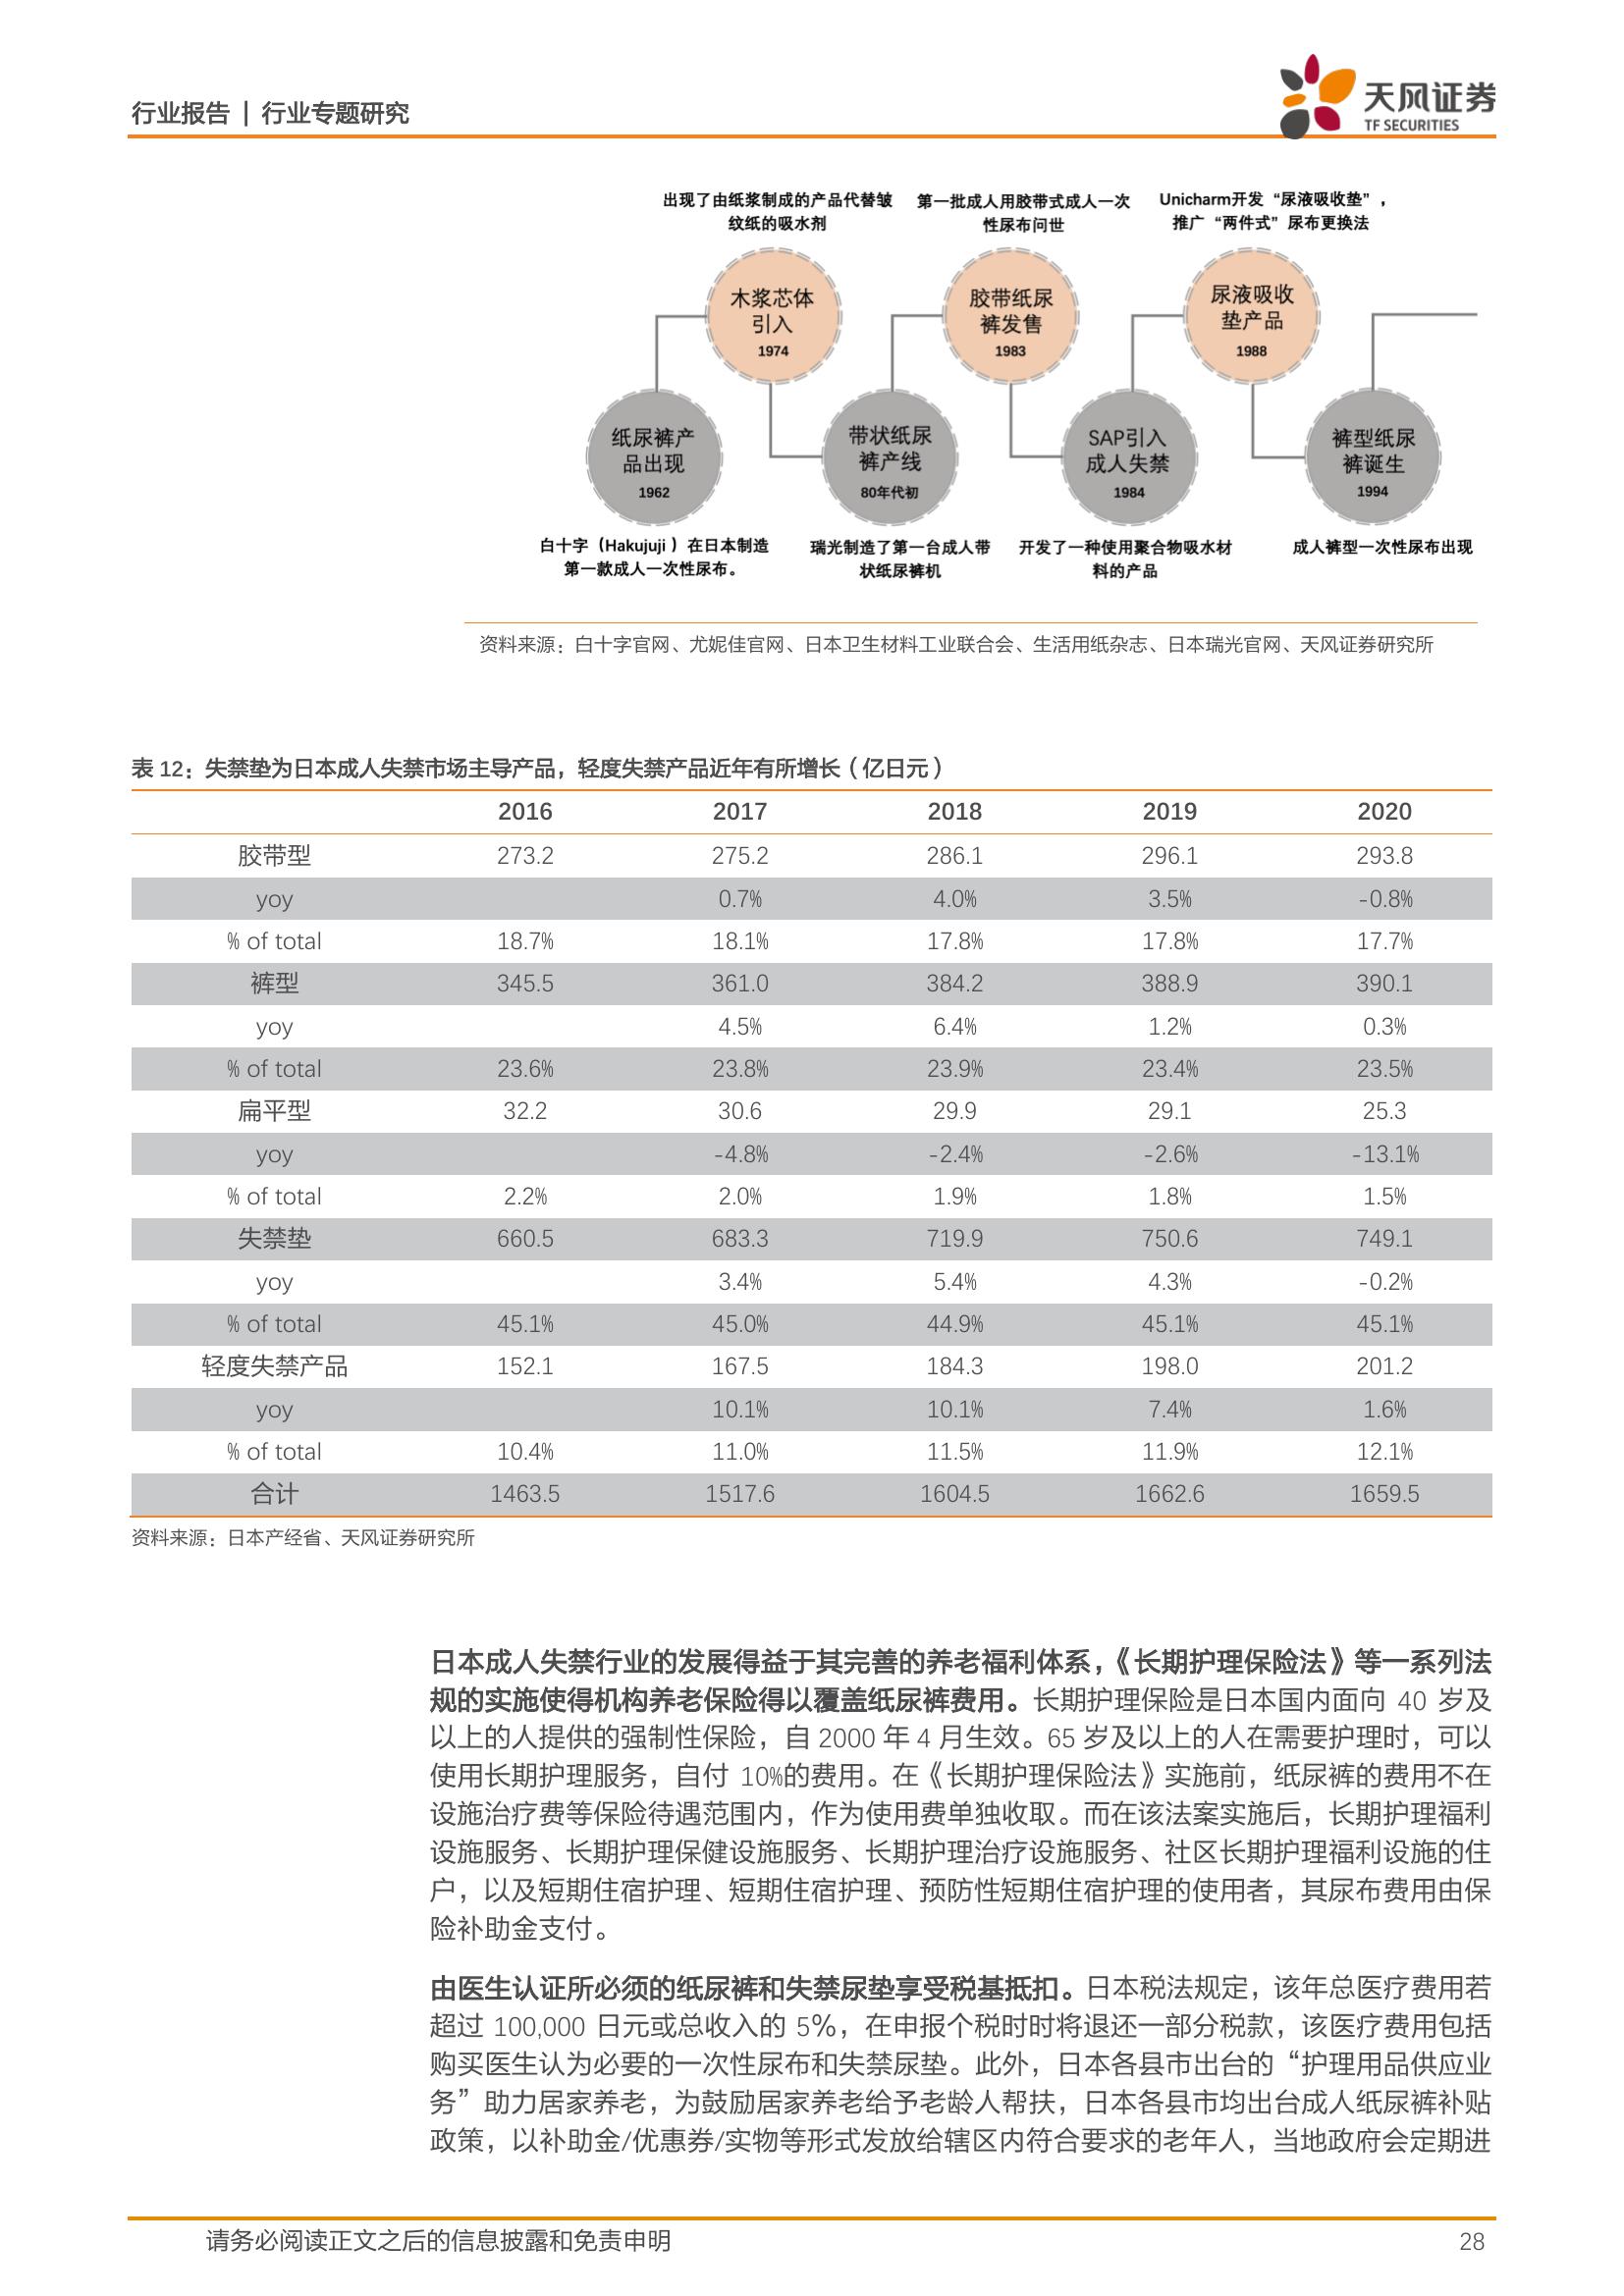 行业报告 | 行业专题研究
天风证券
TF SECURITIES
出现了由纸浆制成的产品代替皱
纹纸的吸水剂
第一批成人用胶带式成人一次
性尿布问世
Unicharm开发“尿液吸收垫”，
推广“两件式”尿布更换法
木浆芯体
引入
1974
胶带纸尿
裤发售
1983
尿液吸收
垫产品
1988
纸尿裤产
品出现
1962
带状纸尿
裤产线
80年代初
SAP引入
成人失禁
1984
裤型纸尿
裤诞生
1994
白十字（Hakujuji ）在日本制造
第一款成人一次性尿布。
瑞光制造了第一台成人带
状纸尿裤机
开发了一种使用聚合物吸水材
料的产品
成人裤型一次性尿布出现
资料来源：白十字官网、尤妮佳官网、日本卫生材料工业联合会、生活用纸杂志、日本瑞光官网、天风证券研究所
表 12：失禁垫为日本成人失禁市场主导产品，轻度失禁产品近年有所增长（亿日元）
2016 2017 2018 2019 2020
胶带型 273.2 275.2 286.1 296.1 293.8
yoy 0.7% 4.0% 3.5% -0.8%
% of total 18.7% 18.1% 17.8% 17.8% 17.7%
裤型 345.5 361.0 384.2 388.9 390.1
yoy 4.5% 6.4% 1.2% 0.3%
% of total 23.6% 23.8% 23.9% 23.4% 23.5%
扁平型 32.2 30.6 29.9 29.1 25.3
yoy -4.8% -2.4% -2.6% -13.1%
% of total 2.2% 2.0% 1.9% 1.8% 1.5%
失禁垫 660.5 683.3 719.9 750.6 749.1
yoy 3.4% 5.4% 4.3% -0.2%
% of total 45.1% 45.0% 44.9% 45.1% 45.1%
轻度失禁产品 152.1 167.5 184.3 198.0 201.2
yoy 10.1% 10.1% 7.4% 1.6%
% of total 10.4% 11.0% 11.5% 11.9% 12.1%
合计 1463.5 1517.6 1604.5 1662.6 1659.5
资料来源：日本产经省、天风证券研究所
日本成人失禁行业的发展得益于其完善的养老福利体系，《长期护理保险法》等一系列法
规的实施使得机构养老保险得以覆盖纸尿裤费用。长期护理保险是日本国内面向 40 岁及
以上的人提供的强制性保险，自 2000 年 4 月生效。65 岁及以上的人在需要护理时，可以
使用长期护理服务，自付 10%的费用。在《长期护理保险法》实施前，纸尿裤的费用不在
设施治疗费等保险待遇范围内，作为使用费单独收取。而在该法案实施后，长期护理福利
设施服务、长期护理保健设施服务、长期护理治疗设施服务、社区长期护理福利设施的住
户，以及短期住宿护理、短期住宿护理、预防性短期住宿护理的使用者，其尿布费用由保
险补助金支付。
由医生认证所必须的纸尿裤和失禁尿垫享受税基抵扣。日本税法规定，该年总医疗费用若
超过 100,000 日元或总收入的 5%，在申报个税时时将退还一部分税款，该医疗费用包括
购买医生认为必要的一次性尿布和失禁尿垫。此外，日本各县市出台的“护理用品供应业
务”助力居家养老，为鼓励居家养老给予老龄人帮扶，日本各县市均出台成人纸尿裤补贴
政策，以补助金/优惠券/实物等形式发放给辖区内符合要求的老年人，当地政府会定期进
请务必阅读正文之后的信息披露和免责申明
28